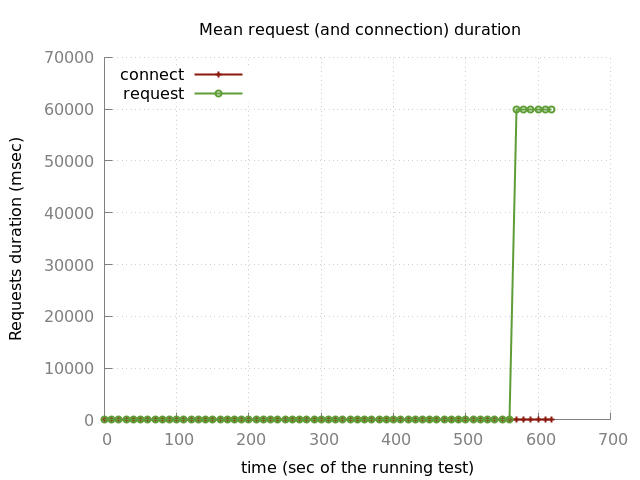 Mean request (and connection) duration
70000
60000
50000
40000
30000
20000
10000
0
connect
request
Requests duration (msec)
0 100 200 300 400 500 600 700
time (sec of the running test)